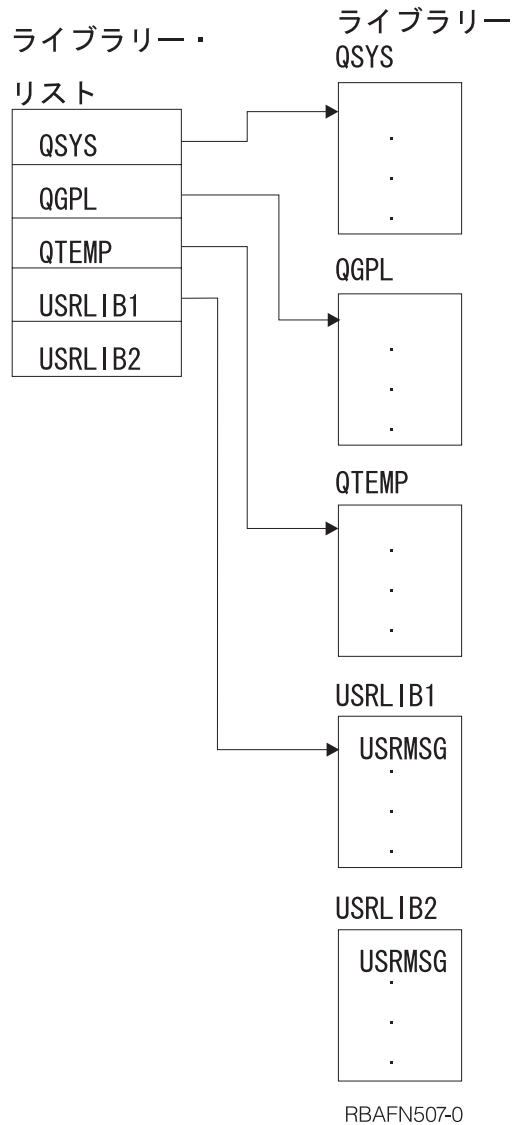 ライブラリー・
リスト
QSYS
QGPL
QTEMP
USRLIB1
USRLIB2
ライブラリー
QSYS
QGPL
QTEMP
USRLIB1
USRMSG
USRLIB2
USRMSG
RBAFN507-0